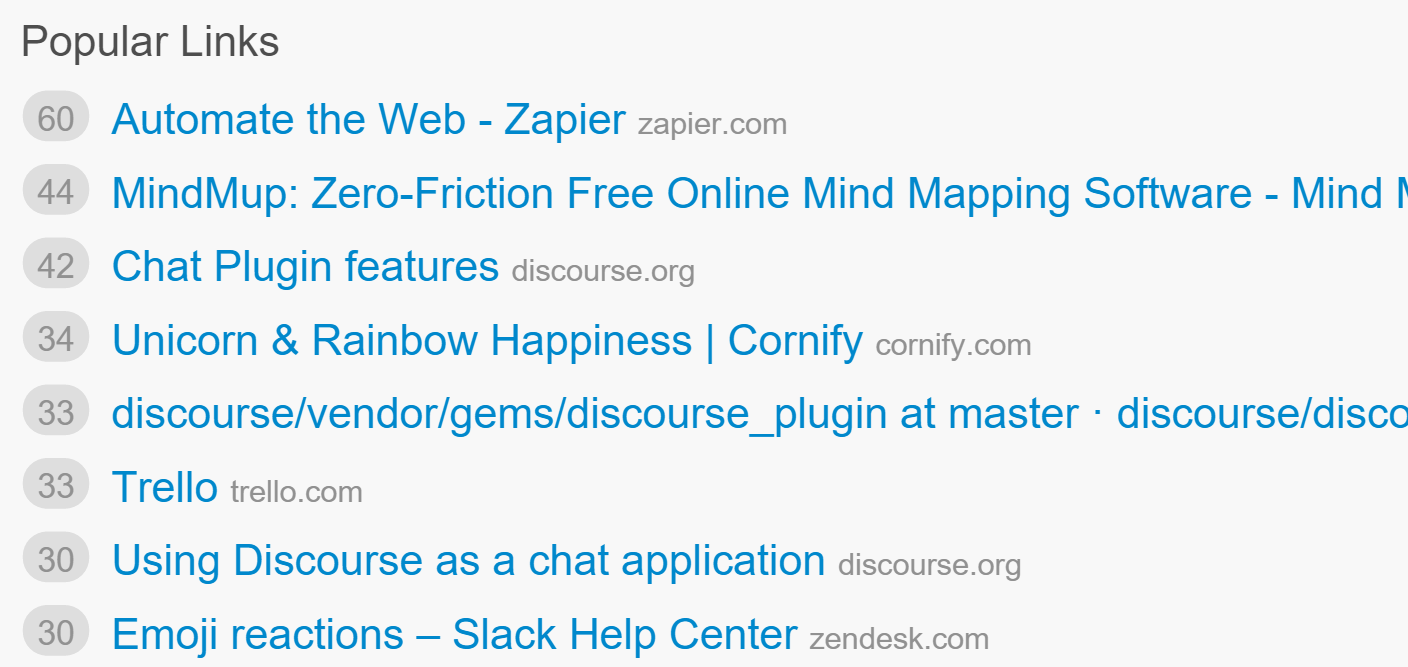 Popular Links
60 Automate the Web - Zapier zapier.com
44 MindMup: Zero-Friction Free Online Mind Mapping Software - Mind
42 Chat Plugin features discourse.org
34 Unicorn & Rainbow Happiness | Cornify cornify.com
33 discourse/vendor/gems/discourse_plugin at master · discourse/disco
33 Trello trello.com
30 Using Discourse as a chat application discourse.org
30 Emoji reactions – Slack Help Center zendesk.com